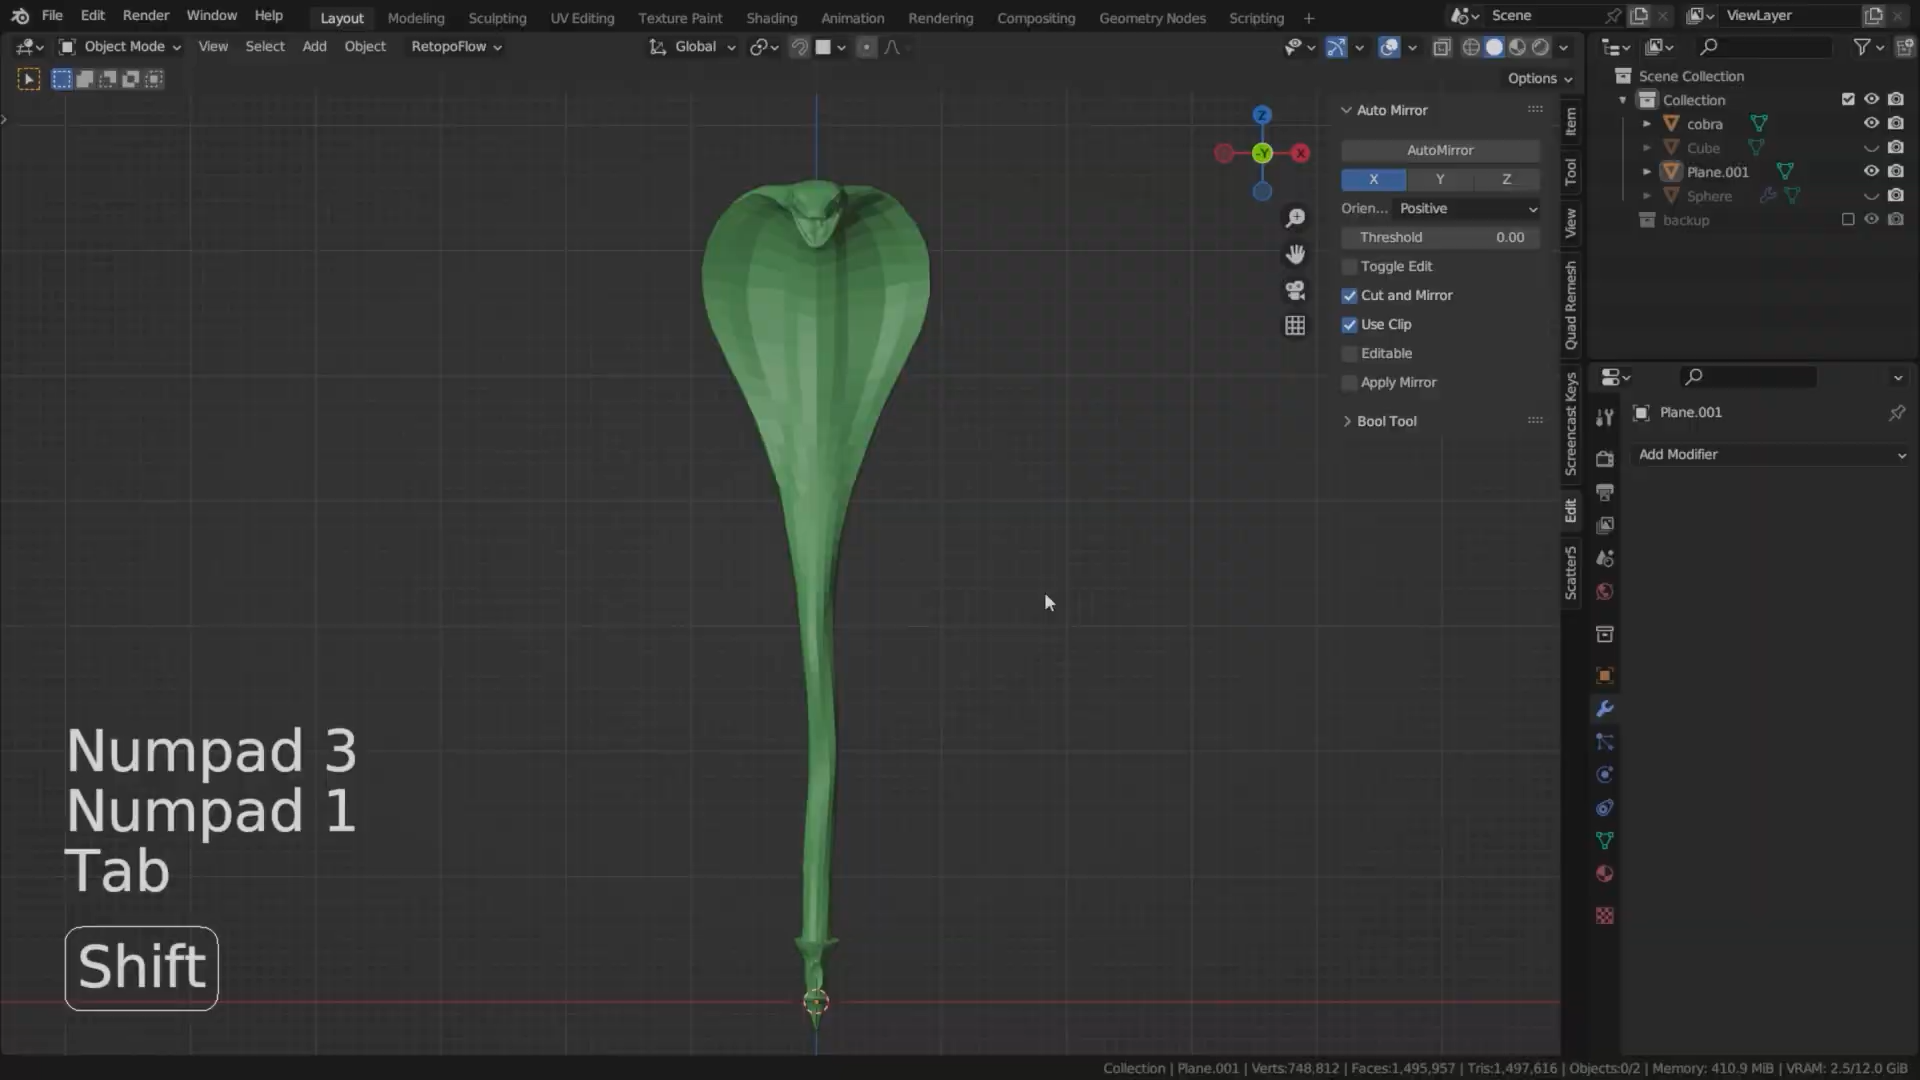 File Edit Render Window Help Layout Modeling Sculpting UV Editing Texture Paint Shading Animation Rendering Compositing Geometry Nodes Scripting + Scene ViewLayer
Object Mode View Select Add Object RetopoFlow Global
Options
Z
-Y
X
Auto Mirror
AutoMirror
X Y Z
Orien... Positive
Threshold 0.00
Toggle Edit
Cut and Mirror
Use Clip
Editable
Apply Mirror
Bool Tool
Item
Tool
View
Quad Remesh
Screencast Keys
Edit
Scatter5
Scene Collection
Collection
cobra
Cube
Plane.001
Sphere
backup
Plane.001
Add Modifier
Numpad 3
Numpad 1
Tab
Shift
Collection | Plane.001 | Verts:748,812 | Faces:1,495,957 | Tris:1,497,616 | Objects:0/2 | Memory: 410.9 MiB | VRAM: 2.5/12.0 GiB